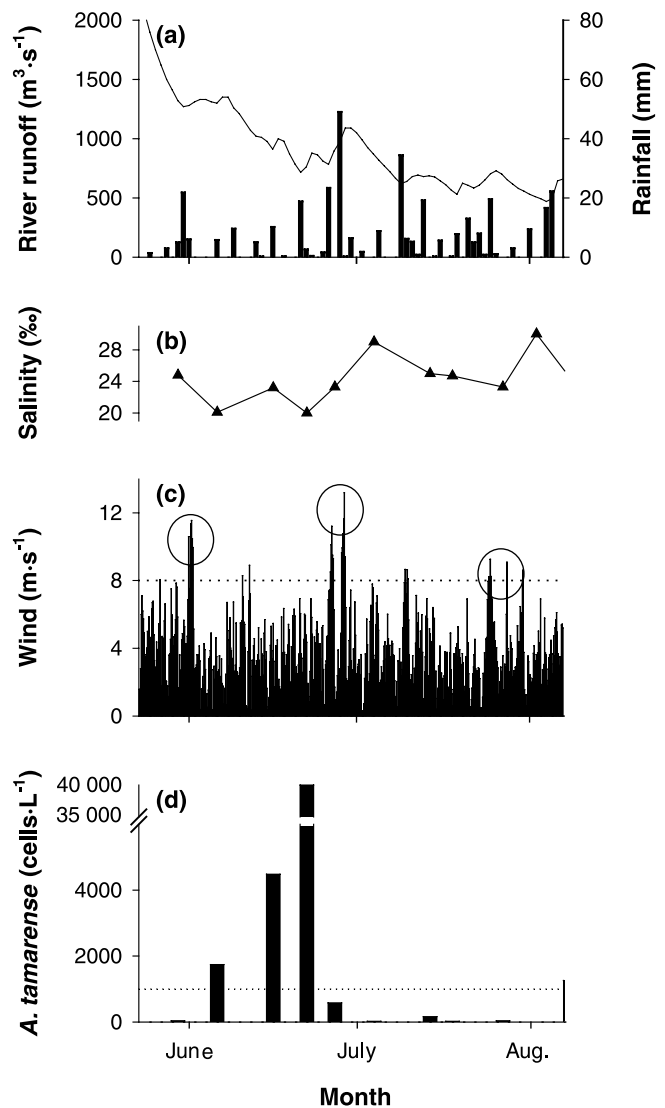 (a)
River runoff (m³·s⁻¹)
2000
1500
1000
500
0
80
60
40
20
0
Rainfall (mm)
(b)
Salinity (‰)
28
24
20
(c)
Wind (m·s⁻¹)
12
8
4
0
(d)
A. tamarense (cells·L⁻¹)
40 000
35 000
4000
2000
0
June July Aug.
Month